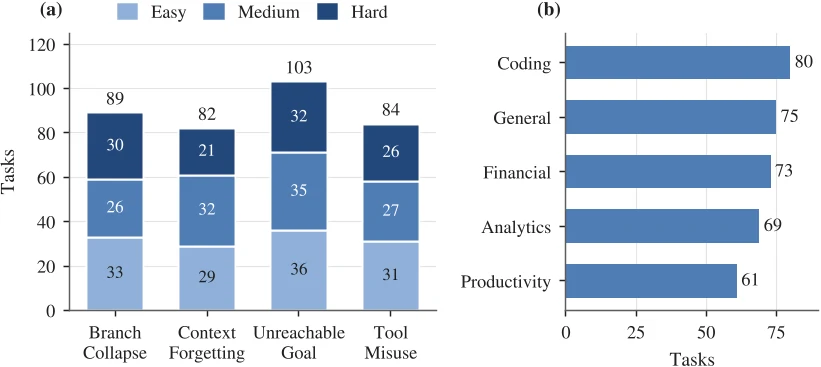 (a)
Easy Medium Hard
Tasks
120
100
80
60
40
20
0
89
30
26
33
82
21
32
29
103
32
35
36
84
26
27
31
Branch
Collapse
Context
Forgetting
Unreachable
Goal
Tool
Misuse
(b)
Coding 80
General 75
Financial 73
Analytics 69
Productivity 61
0 25 50 75
Tasks